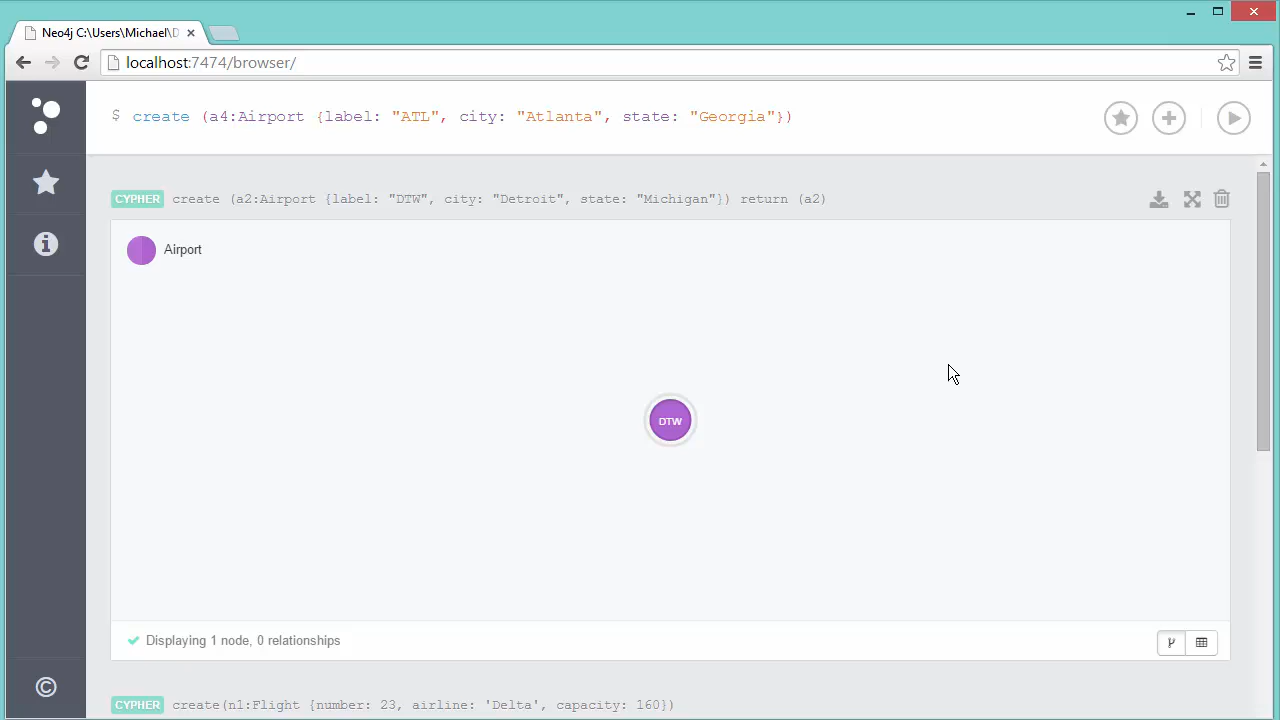 Neo4j C:\Users\Michael\D
localhost:7474/browser/
$ create (a4:Airport {label: "ATL", city: "Atlanta", state: "Georgia"})
CYPHER create (a2:Airport {label: "DTW", city: "Detroit", state: "Michigan"}) return (a2)
Airport
DTW
Displaying 1 node, 0 relationships
CYPHER create(n1:Flight {number: 23, airline: 'Delta', capacity: 160})